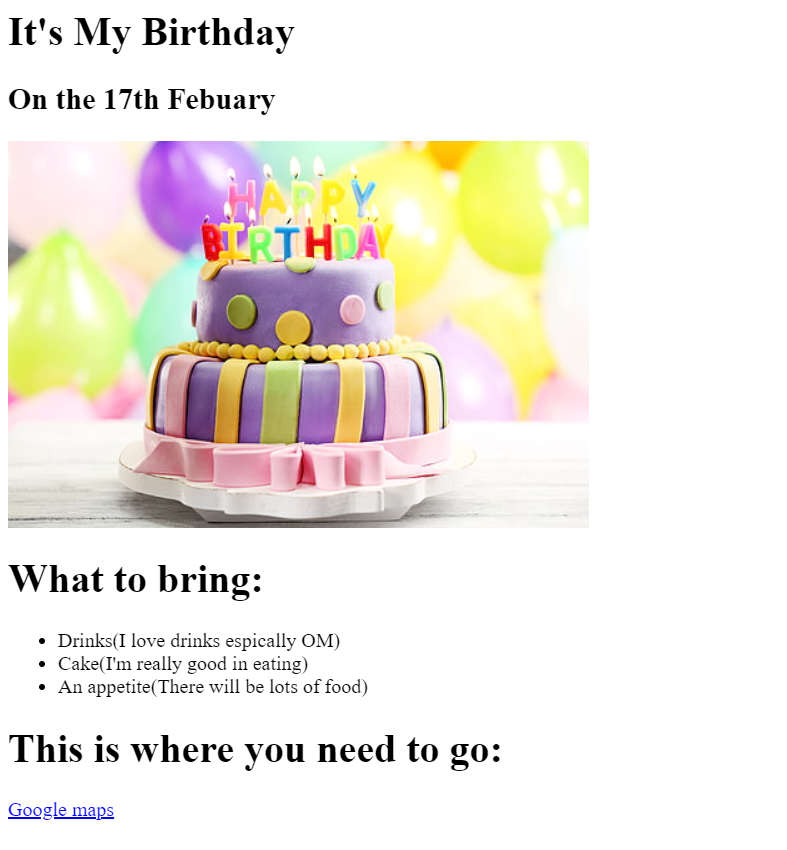 It's My Birthday
On the 17th Febuary
HAPPY
BIRTHDAY
What to bring:
Drinks(I love drinks espically OM)
Cake(I'm really good in eating)
An appetite(There will be lots of food)
This is where you need to go:
Google maps